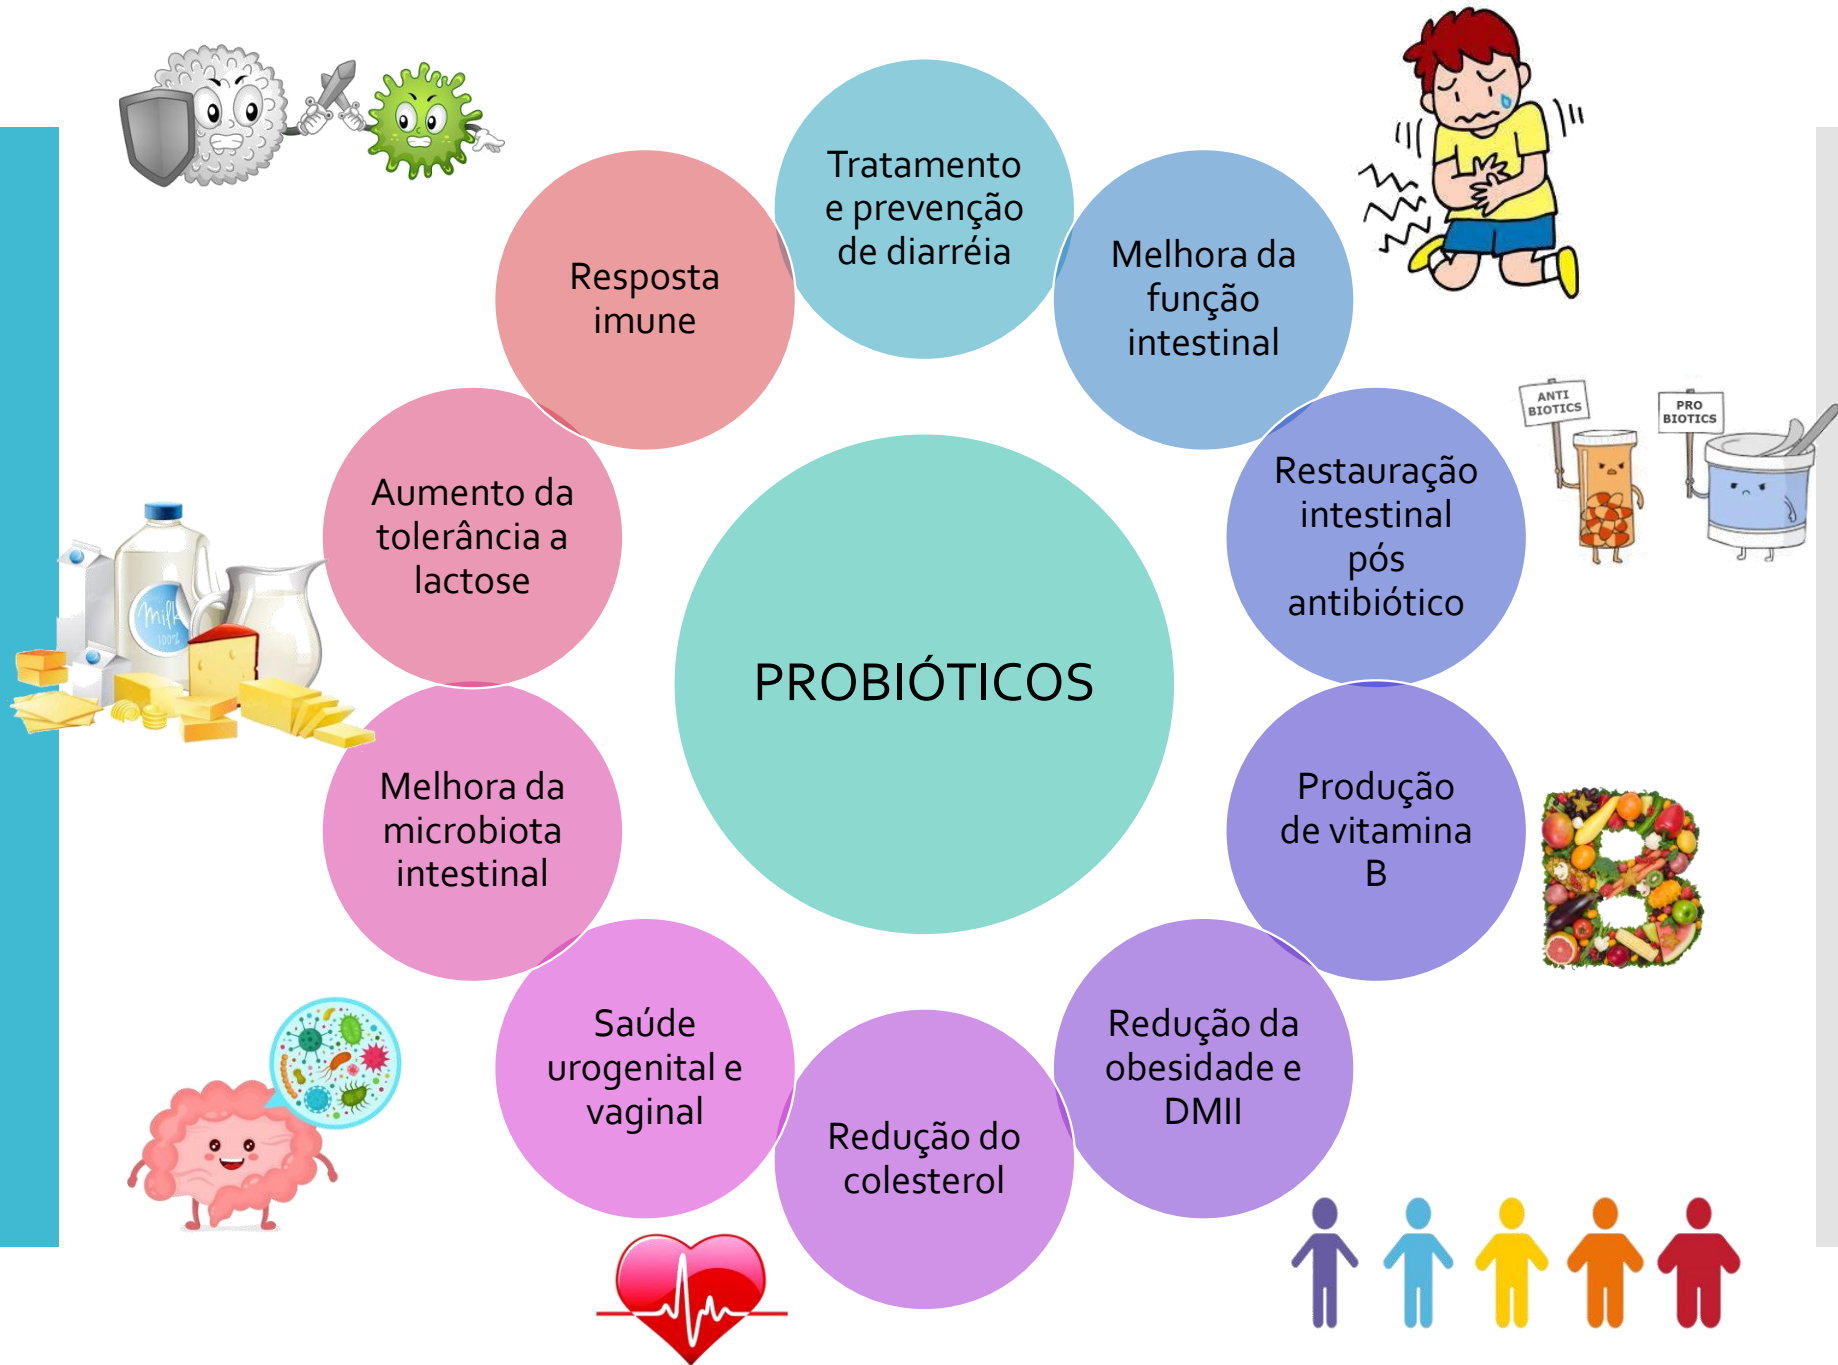 Tratamento
e prevenção
de diarréia
Melhora da
função
intestinal
ANTI
BIOTICS
PRO
BIOTICS
Restauração
intestinal
pós
antibiótico
Produção
de vitamina
B
Redução da
obesidade e
DMII
Redução do
colesterol
Saúde
urogenital e
vaginal
Melhora da
microbiota
intestinal
Aumento da
tolerância a
lactose
milk
100%
Resposta
imune
PROBIÓTICOS
B